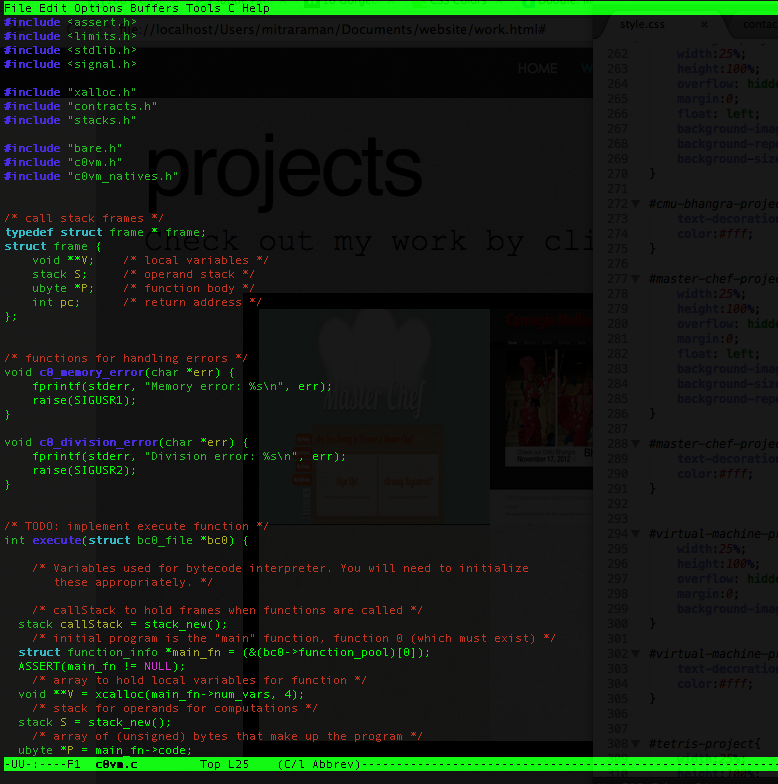 File Edit Options Buffers Tools C Help
#include <assert.h>
#include <limits.h>
#include <stdlib.h>
#include <signal.h>
#include "xalloc.h"
#include "contracts.h"
#include "stacks.h"
#include "bare.h"
#include "c0vm.h"
#include "c0vm_natives.h"
/* call stack frames */
typedef struct frame * frame;
struct frame {
void **V; /* local variables */
stack S; /* operand stack */
ubyte *P; /* function body */
int pc; /* return address */
};
/* functions for handling errors */
void c0_memory_error(char *err) {
fprintf(stderr, "Memory error: %s\n", err);
raise(SIGUSR1);
}
void c0_division_error(char *err) {
fprintf(stderr, "Division error: %s\n", err);
raise(SIGUSR2);
}
/* TODO: implement execute function */
int execute(struct bc0_file *bc0) {
/* Variables used for bytecode interpreter. You will need to initialize
these appropriately. */
/* callStack to hold frames when functions are called */
stack callStack = stack_new();
/* initial program is the "main" function, function 0 (which must exist) */
struct function_info *main_fn = (&(bc0->function_pool)[0]);
ASSERT(main_fn != NULL);
/* array to hold local variables for function */
void **V = xcalloc(main_fn->num_vars, 4);
/* stack for operands for computations */
stack S = stack_new();
/* array of (unsigned) bytes that make up the program */
ubyte *P = main_fn->code;
-UU-:----F1 c0vm.c Top L25 (C/l Abbrev)
//localhost/Users/mitraraman/Documents/website/work.html#
HOME
projects
Check out my work by cli
Master Chef
November 17, 2012
style.css ×
262 width:25%;
263 height:100%;
264 overflow: hidd
265 margin:0;
266 float: left;
267 background-ima
268 background-rep
269 background-siz
270 }
271
272 #cmu-bhangra-proje
273 text-decoration
274 color:#fff;
275 }
276
277 #master-chef-proje
278 width:25%;
279 height:100%;
280 overflow: hidd
281 margin:0;
282 float: left;
283 background-ima
284 background-siz
285 background-rep
286 }
287
288 #master-chef-proje
289 text-decoration
290 color:#fff;
291 }
292
293
294 #virtual-machine-p
295 width:25%;
296 height:100%;
297 overflow: hidd
298 margin:0;
299 background-ima
300 }
301
302 #virtual-machine-p
303 text-decoration
304 color:#fff;
305 }
306
307
308 #tetris-project{